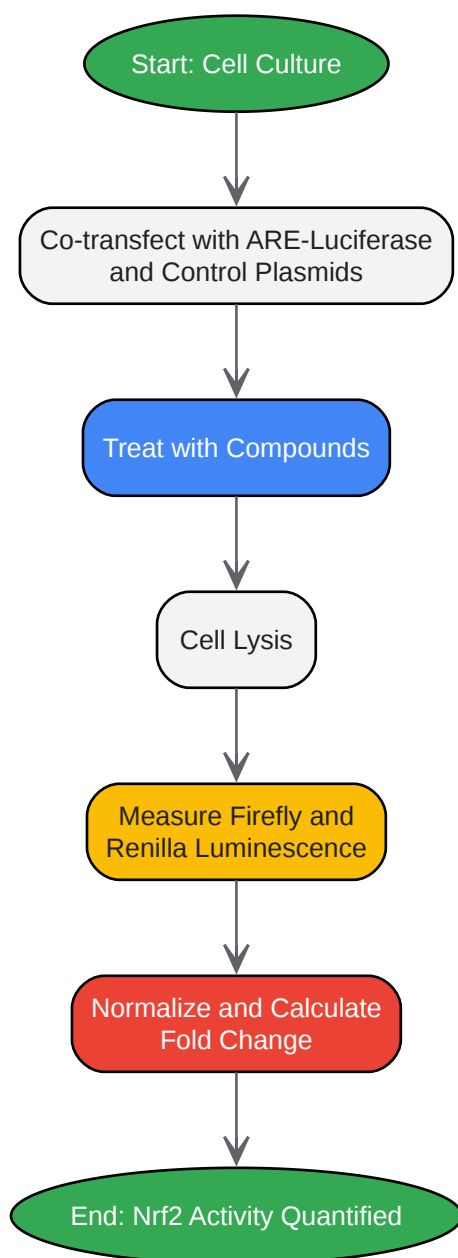 Start: Cell Culture
Co-transfect with ARE-Luciferase
and Control Plasmids
Treat with Compounds
Cell Lysis
Measure Firefly and
Renilla Luminescence
Normalize and Calculate
Fold Change
End: Nrf2 Activity Quantified